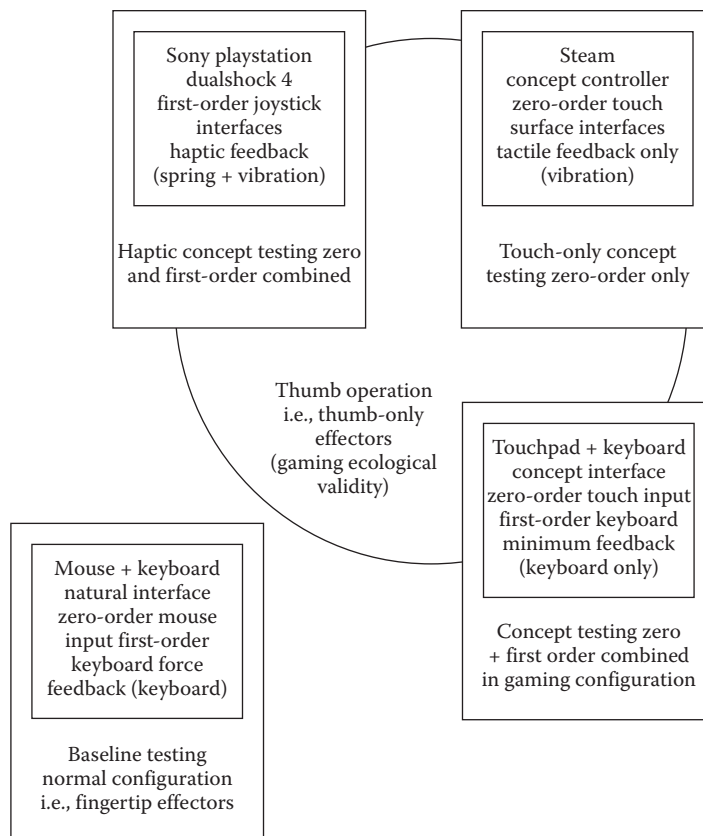 Sony playstation
dualshock 4
first-order joystick
interfaces
haptic feedback
(spring + vibration)
Haptic concept testing zero
and first-order combined
Steam
concept controller
zero-order touch
surface interfaces
tactile feedback only
(vibration)
Touch-only concept
testing zero-order only
Thumb operation
i.e., thumb-only
effectors
(gaming ecological
validity)
Touchpad + keyboard
concept interface
zero-order touch input
first-order keyboard
minimum feedback
(keyboard only)
Concept testing zero
+ first order combined
in gaming configuration
Mouse + keyboard
natural interface
zero-order mouse
input first-order
keyboard force
feedback (keyboard)
Baseline testing
normal configuration
i.e., fingertip effectors